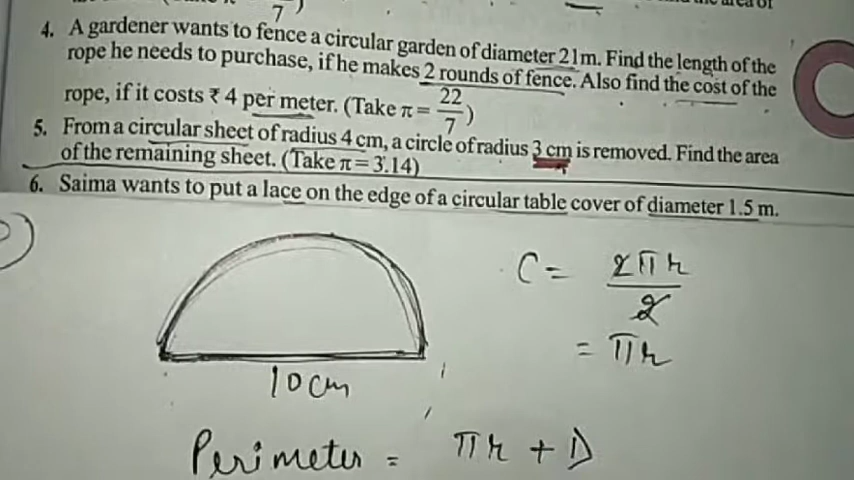 7
4. A gardener wants to fence a circular garden of diameter 21m. Find the length of the
rope he needs to purchase, if he makes 2 rounds of fence. Also find the cost of the
rope, if it costs ₹ 4 per meter. (Take π = 22/7)
5. From a circular sheet of radius 4 cm, a circle of radius 3 cm is removed. Find the area
of the remaining sheet. (Take π = 3.14)
6. Saima wants to put a lace on the edge of a circular table cover of diameter 1.5 m.
C = 2πr/2
= πr
10 cm
Perimeter = πr + D